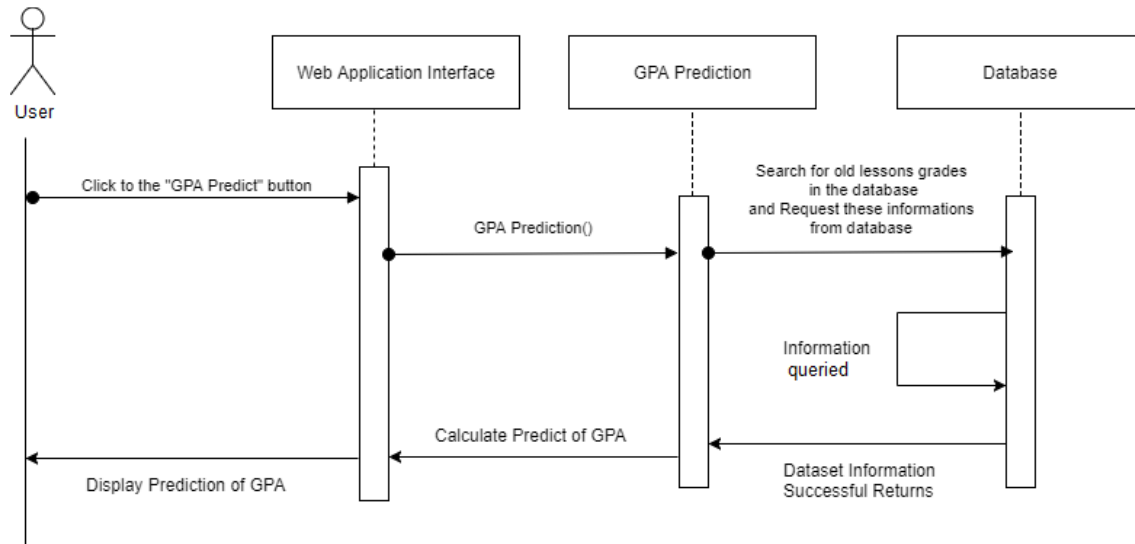 Web Application Interface
GPA Prediction
Database
User
Click to the "GPA Predict" button
GPA Prediction()
Search for old lessons grades
in the database
and Request these informations
from database
Information
queried
Calculate Predict of GPA
Display Prediction of GPA
Dataset Information
Successful Returns